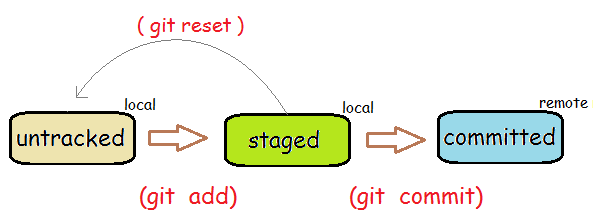 ( git reset )
local
local
remote
untracked
staged
committed
(git add)
(git commit)